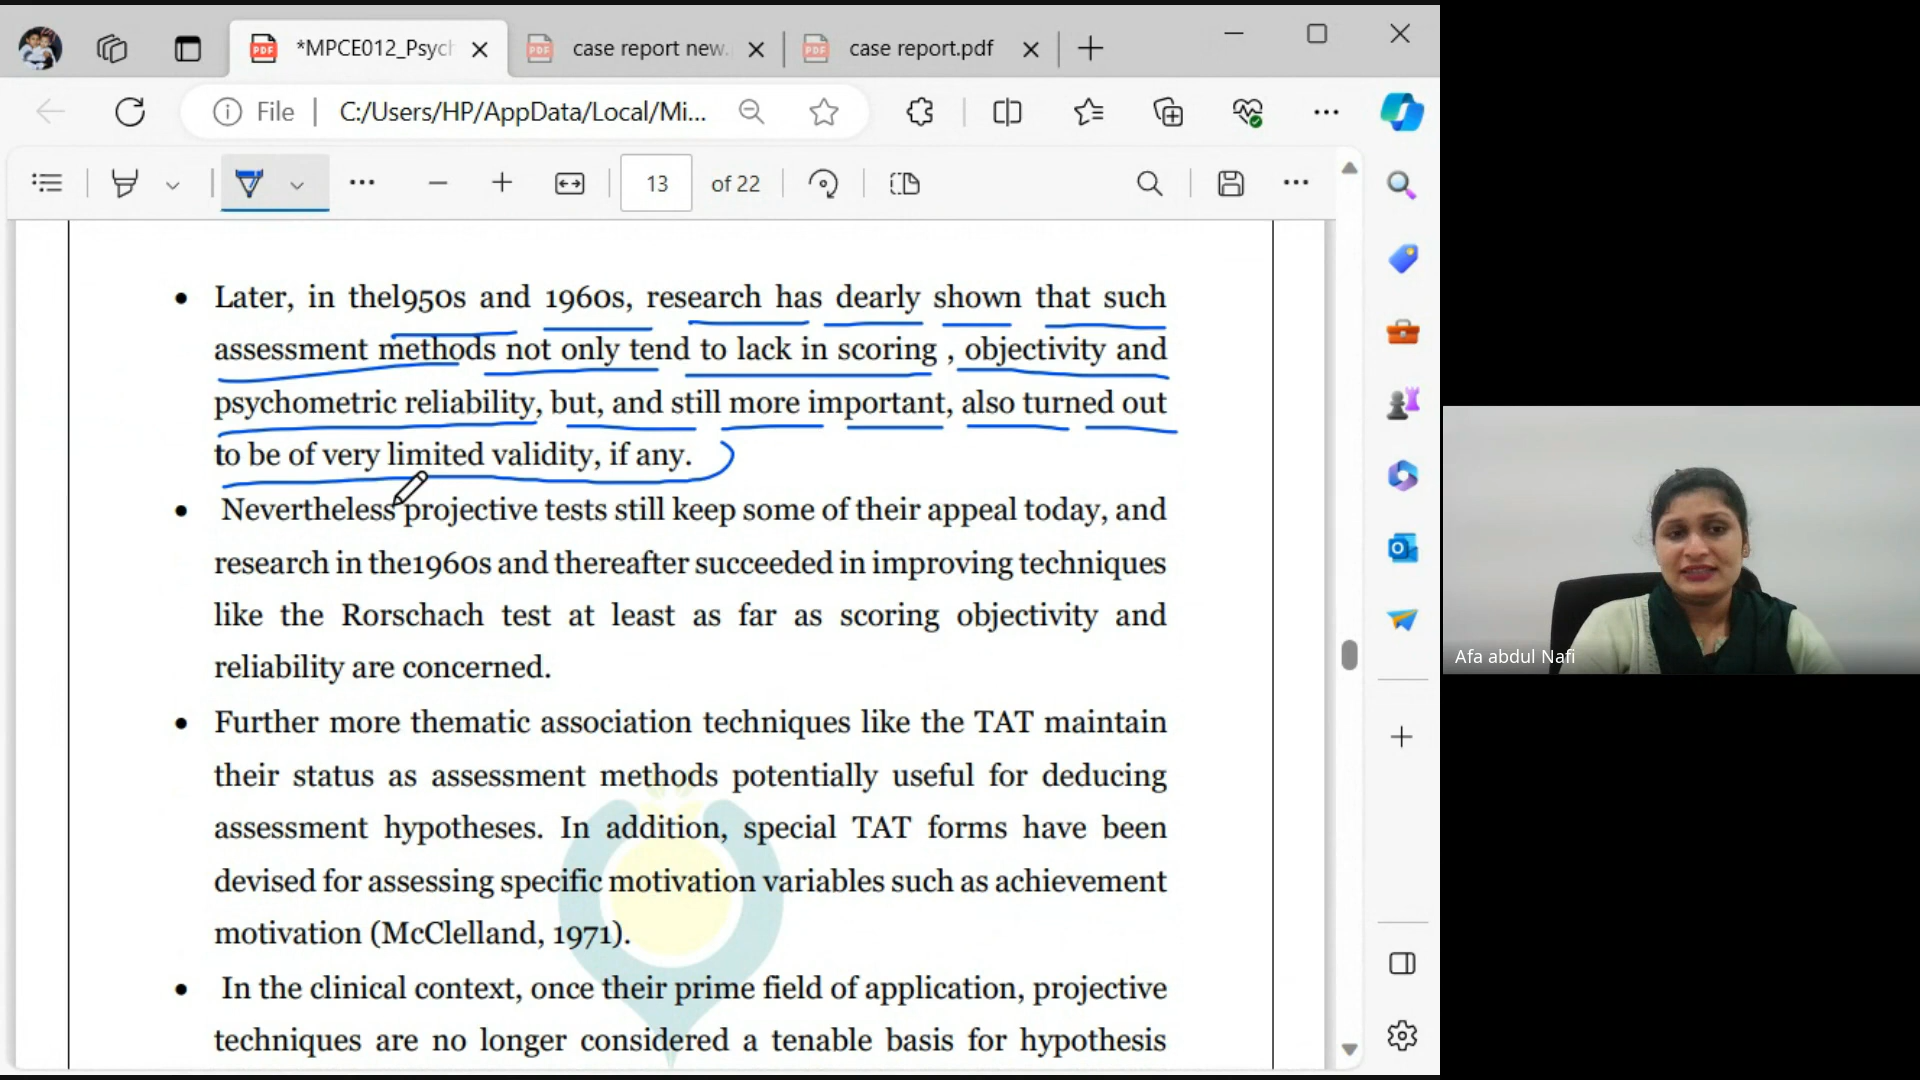 *MPCE012_Psych
case report new.
case report.pdf
File
C:/Users/HP/AppData/Local/Mi...
13 of 22
• Later, in thel950s and 1960s, research has dearly shown that such
assessment methods not only tend to lack in scoring , objectivity and
psychometric reliability, but, and still more important, also turned out
to be of very limited validity, if any.
• Nevertheless projective tests still keep some of their appeal today, and
research in the1960s and thereafter succeeded in improving techniques
like the Rorschach test at least as far as scoring objectivity and
reliability are concerned.
• Further more thematic association techniques like the TAT maintain
their status as assessment methods potentially useful for deducing
assessment hypotheses. In addition, special TAT forms have been
devised for assessing specific motivation variables such as achievement
motivation (McClelland, 1971).
• In the clinical context, once their prime field of application, projective
techniques are no longer considered a tenable basis for hypothesis
Afa abdul Nafi